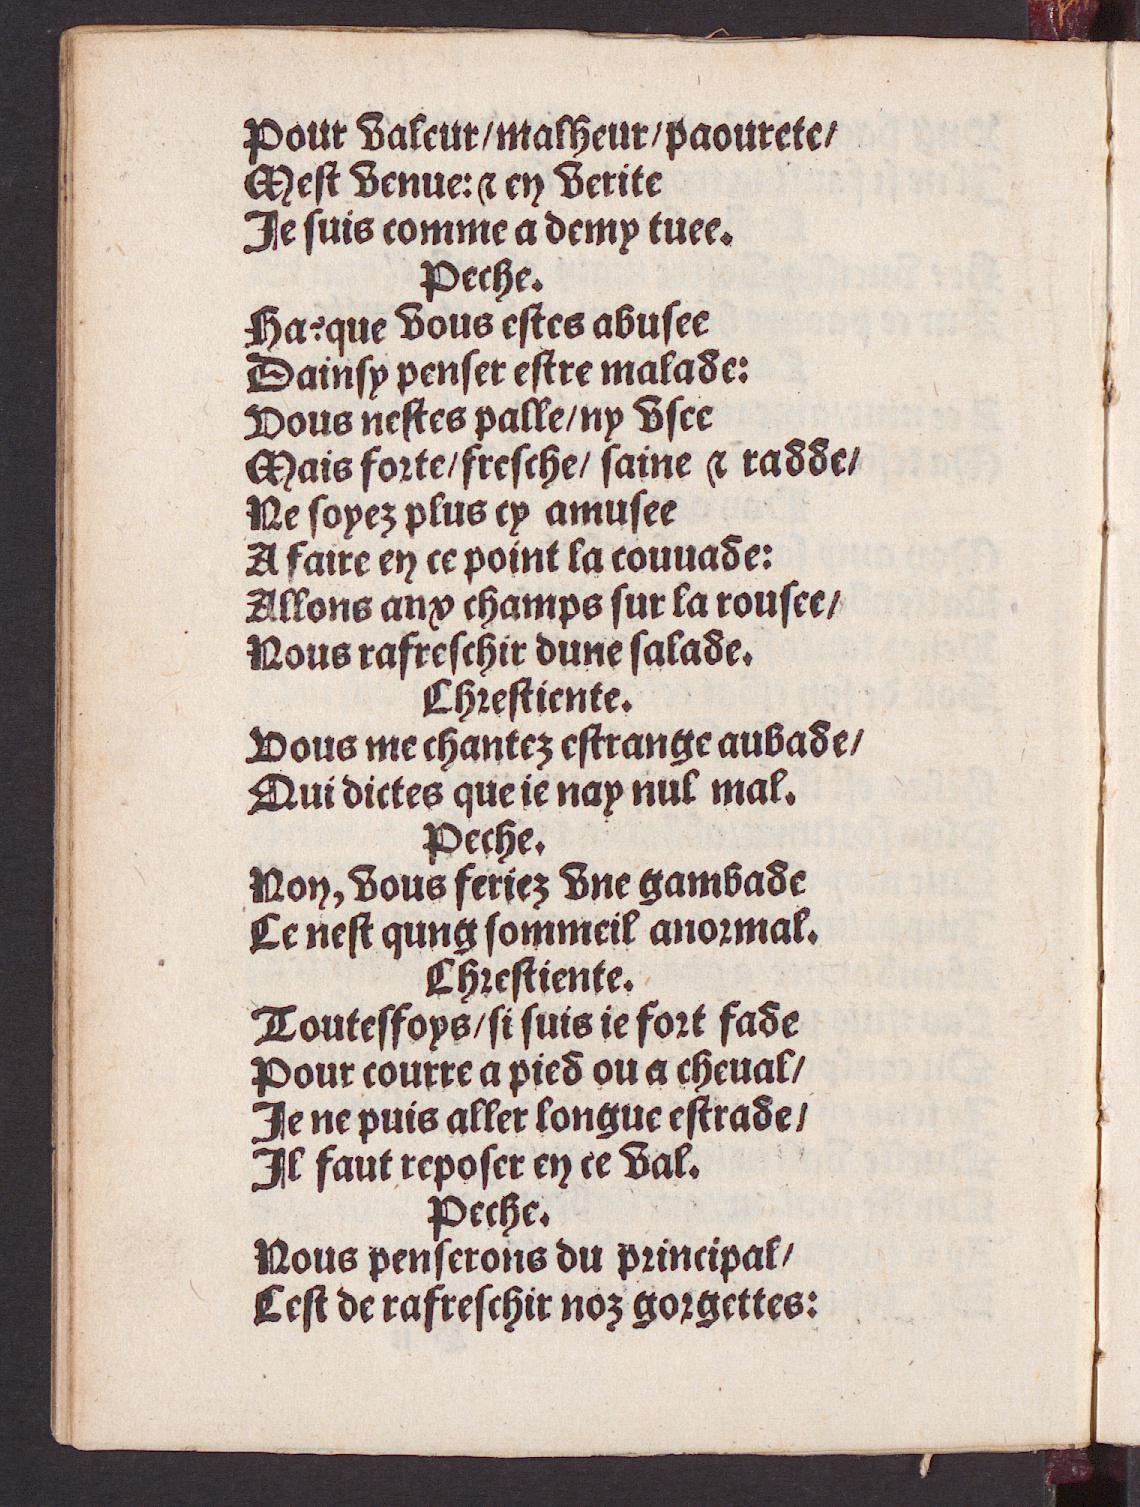 Pour valeur/malheur/paourete/
Mest venue: ⁊ en verite
Je suis comme a demy tuee.
Peche.
Ha? que vous estes abusee
Dainsy penser estre malade:
Vous nestes palle/ny vsee
Mais forte/fresche/ saine ⁊ radde/
Ne soyez plus cy amusee
A faire en ce point la couuade:
Allons anx champs sur la rousee/
Nous rafreschir dune salade.
Chrestiente.
Vous me chantez estrange aubade/
Qui dictes que ie nay nul mal.
Peche.
Non, vous feriez vne gambade
Ce nest qung sommeil anormal.
Chrestiente.
Toutesfoys/si suis ie fort fade
Pour courre a pied ou a cheual/
Je ne puis aller longue estrade/
Il faut reposer en ce val.
Peche.
Nous penserons du principal/
Cest de rafreschir noz gorgettes: